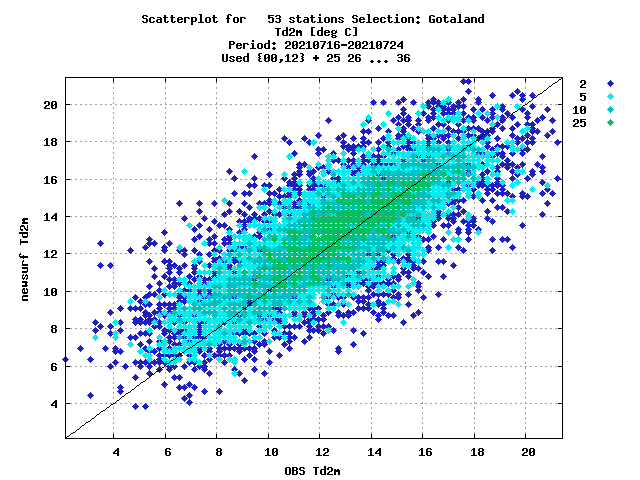 Scatterplot for   53 stations Selection: Gotaland
Td2m [deg C]
Period: 20210716-20210724
Used {00,12} + 25 26 ... 36
2
5
10
25
20
18
16
14
12
10
8
6
4
newsurf Td2m
4 6 8 10 12 14 16 18 20
OBS Td2m